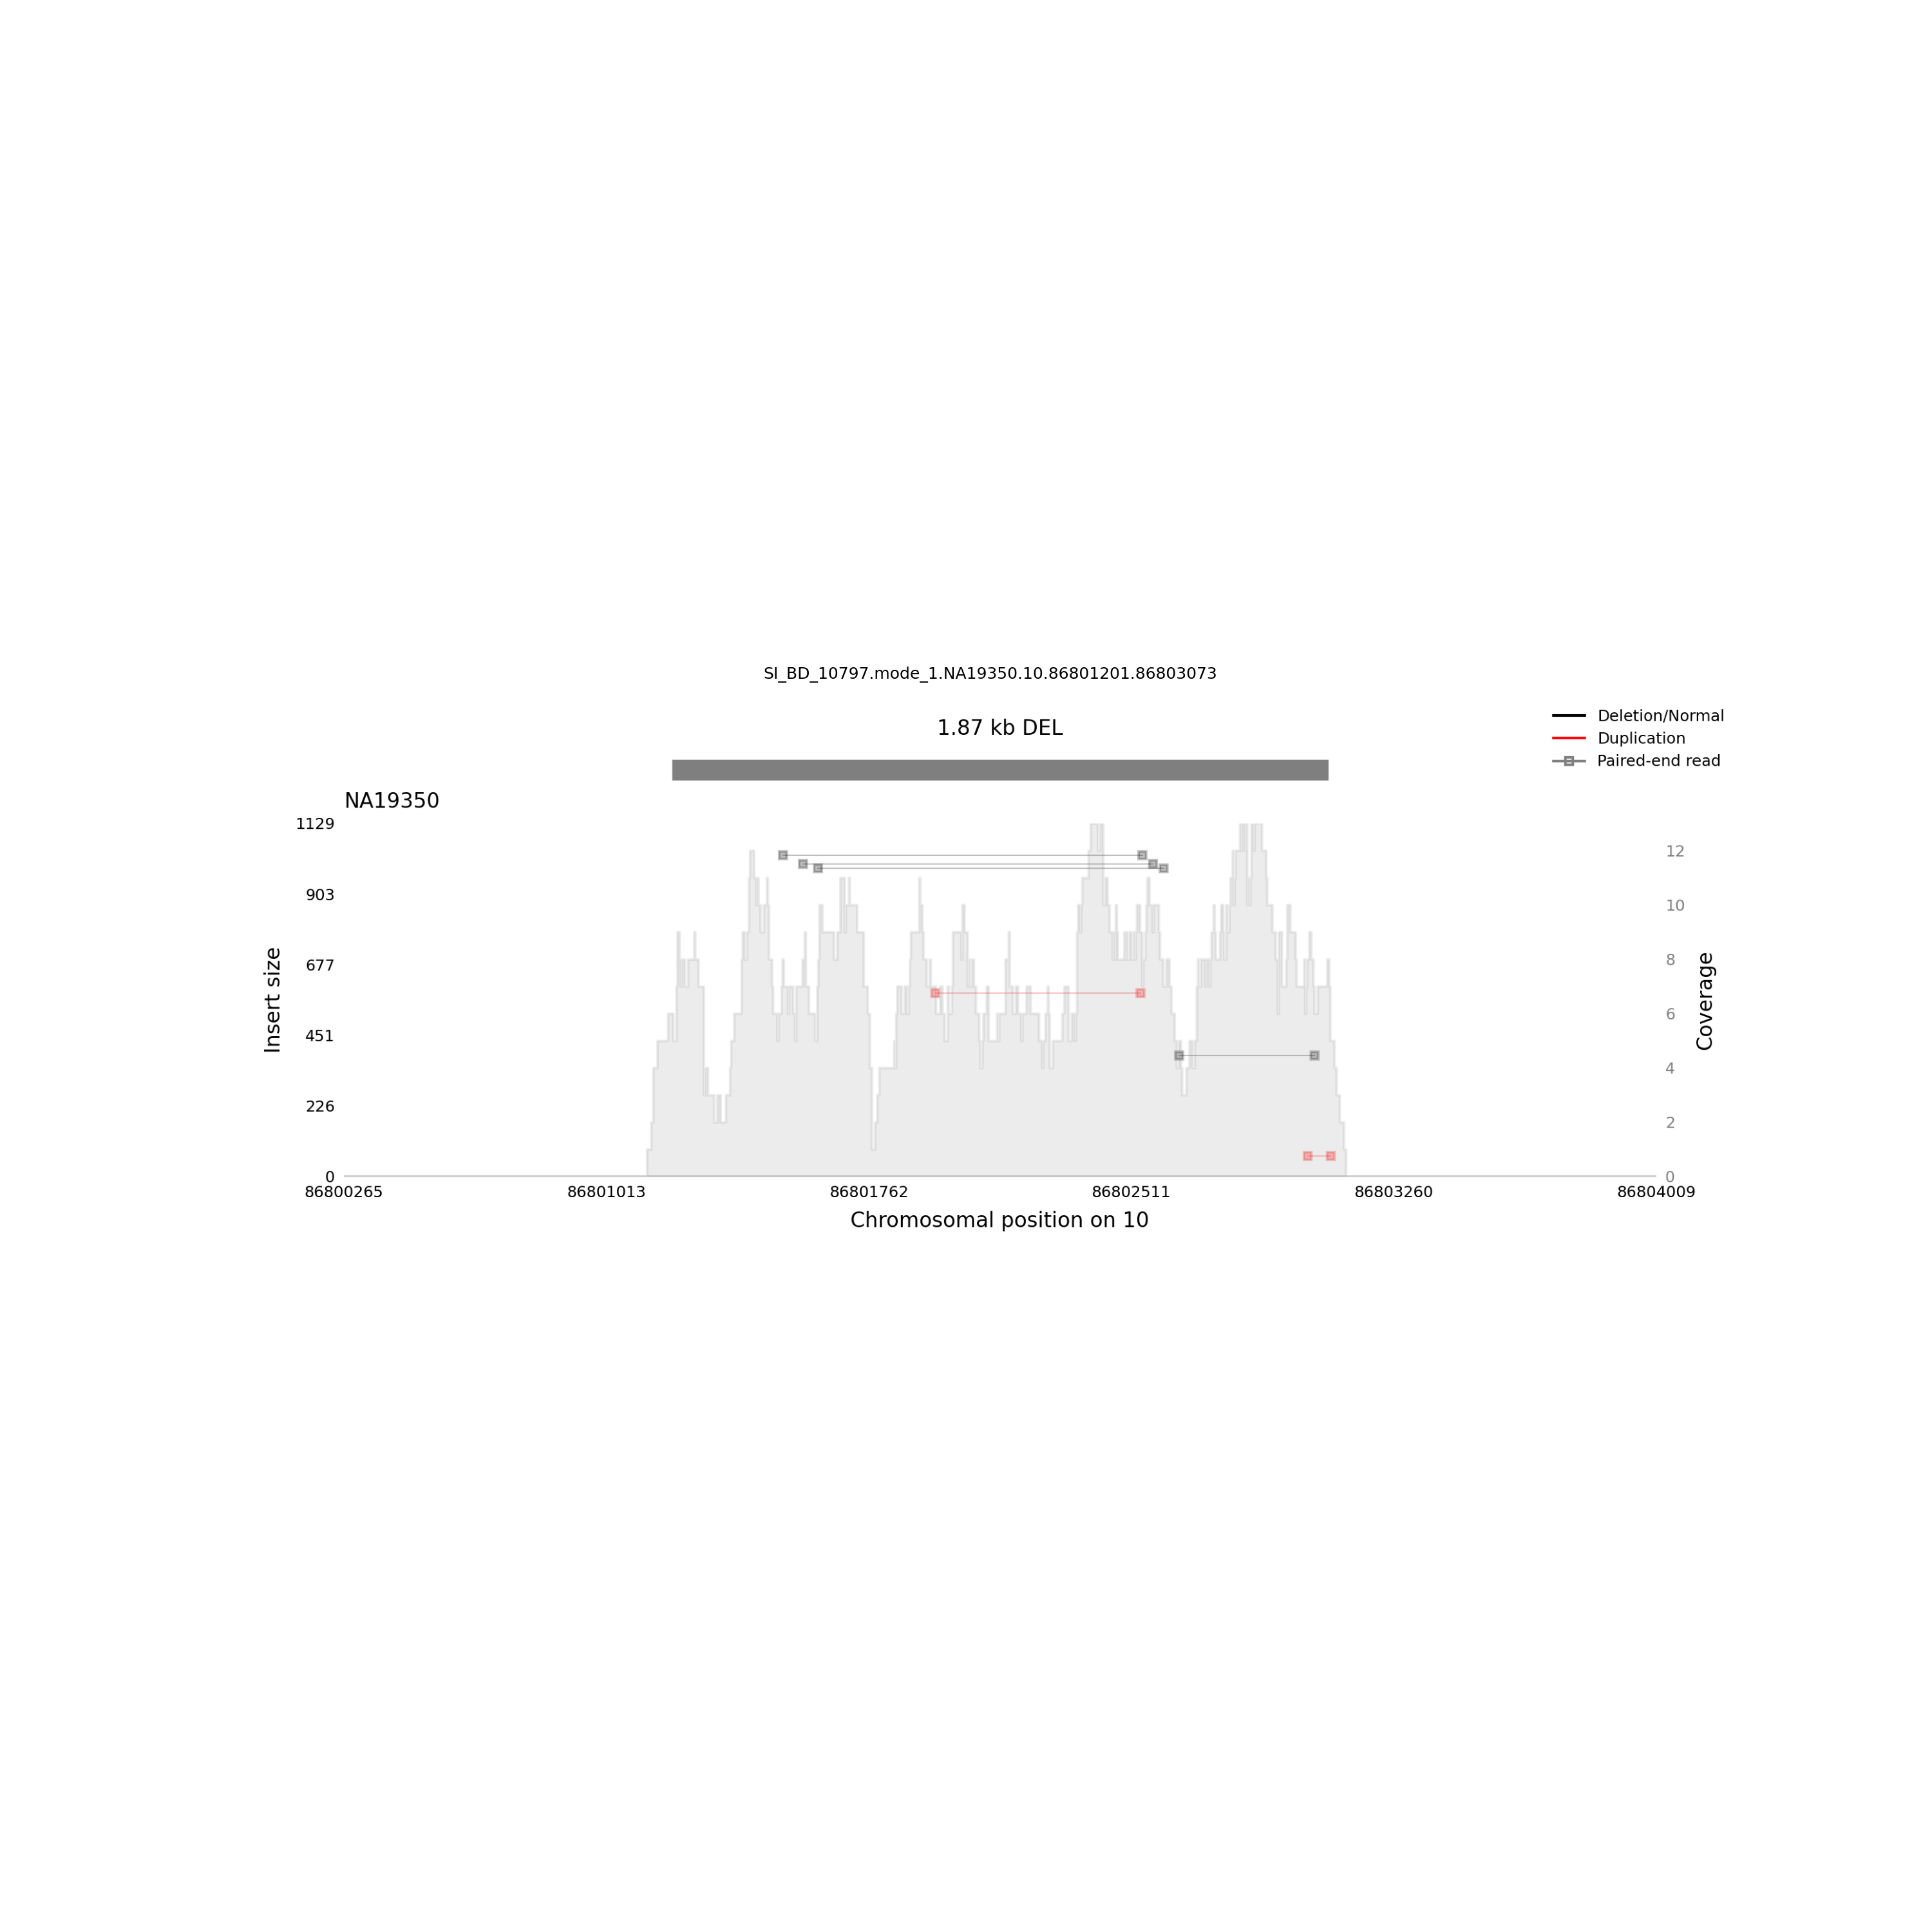 SI_BD_10797.mode_1.NA19350.10.86801201.86803073
1.87 kb DEL
Deletion/Normal
Duplication
Paired-end read
NA19350
1129
903
677
451
226
0
Insert size
12
10
8
6
4
2
0
Coverage
86800265 86801013 86801762 86802511 86803260 86804009
Chromosomal position on 10